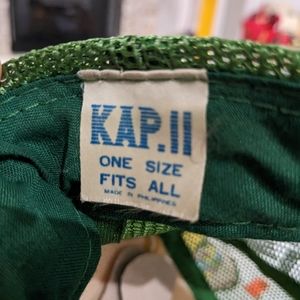 KAP.II
ONE SIZE
FITS ALL
MADE IN PHILIPPINES